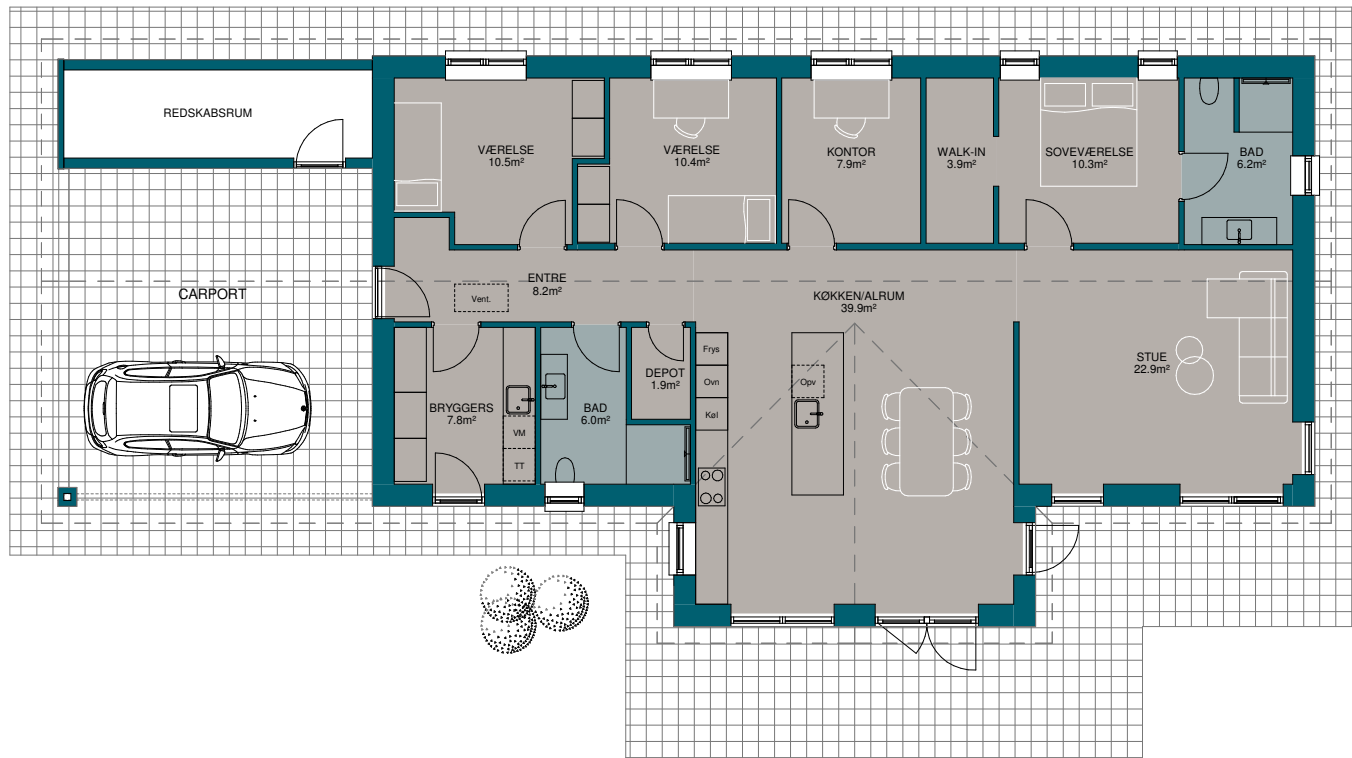 REDSKABSRUM
VÆRELSE
10.5m²
VÆRELSE
10.4m²
KONTOR
7.9m²
WALK-IN
3.9m²
SOVEVÆRELSE
10.3m²
BAD
6.2m²
CARPORT
ENTRE
8.2m²
Vent.
KØKKEN/ALRUM
39.9m²
STUE
22.9m²
BRYGGERS
7.8m²
VM
TT
BAD
6.0m²
DEPOT
1.9m²
Frys
Ovn
Køl
Opv